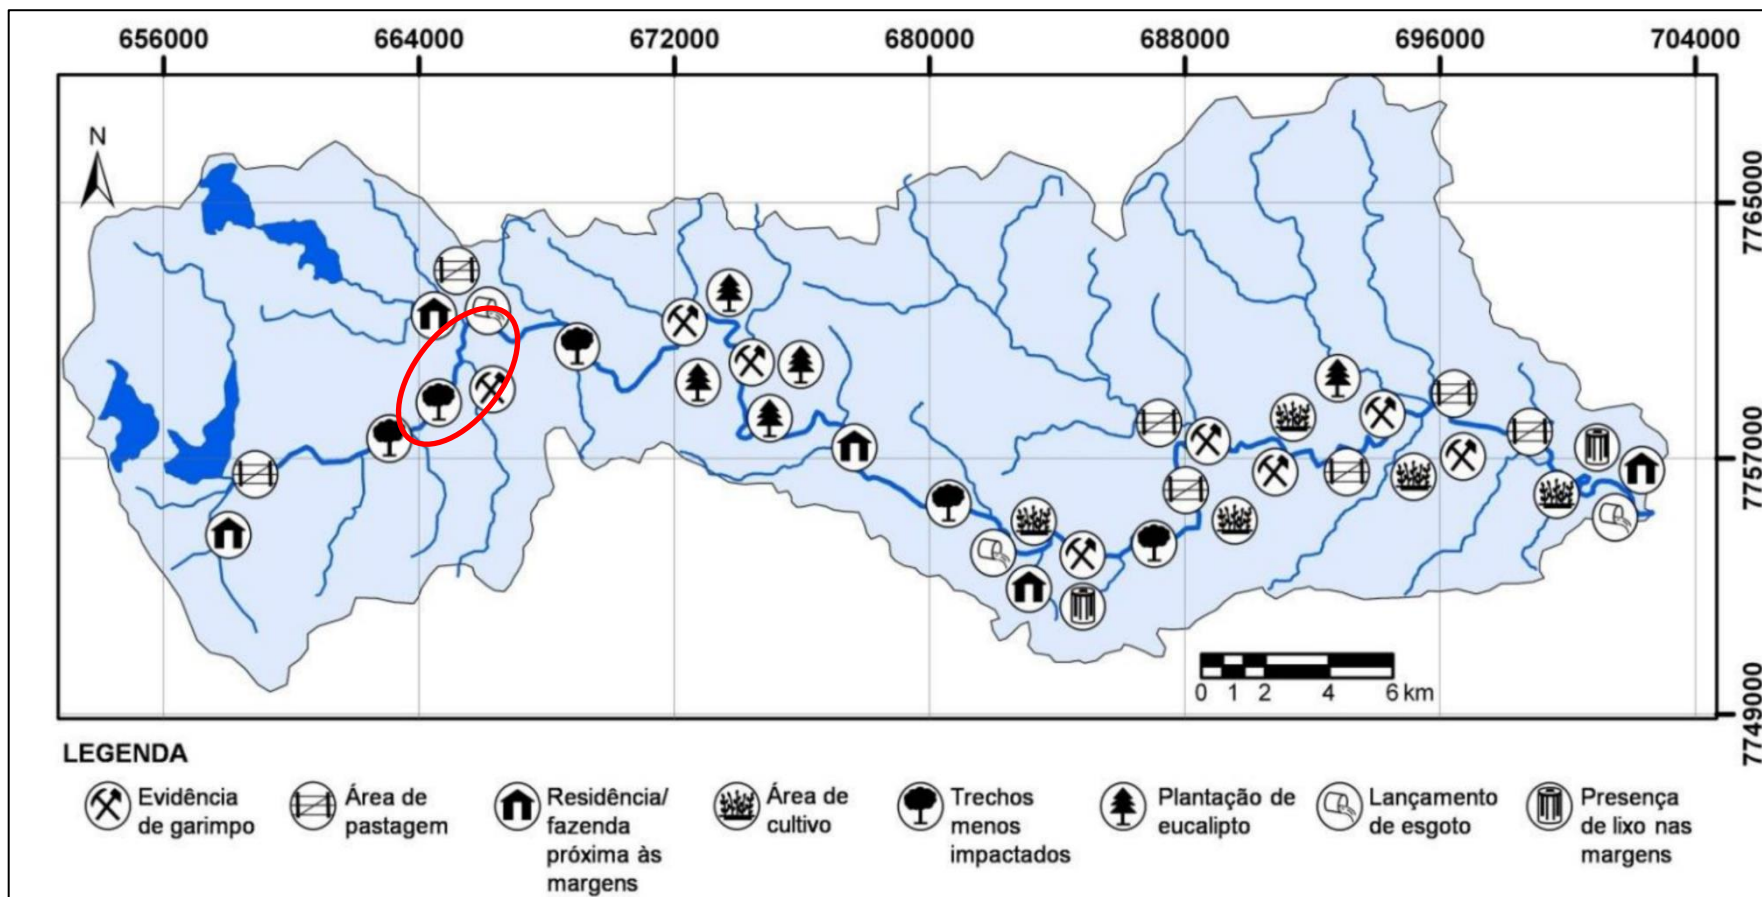 656000 664000 672000 680000 688000 696000 704000
N
7765000
7757000
7749000
0 1 2 4 6 km
LEGENDA
Evidência
de garimpo
Área de
pastagem
Residência/
fazenda
próxima às
margens
Área de
cultivo
Trechos
menos
impactados
Plantação de
eucalipto
Lançamento
de esgoto
Presença
de lixo nas
margens